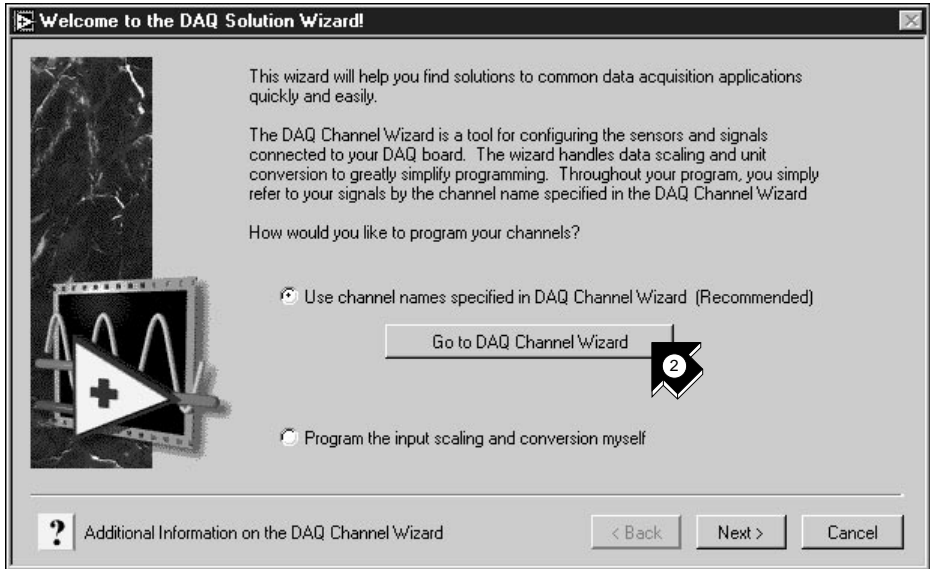 Welcome to the DAQ Solution Wizard!
This wizard will help you find solutions to common data acquisition applications
quickly and easily.
The DAQ Channel Wizard is a tool for configuring the sensors and signals
connected to your DAQ board. The wizard handles data scaling and unit
conversion to greatly simplify programming. Throughout your program, you simply
refer to your signals by the channel name specified in the DAQ Channel Wizard
How would you like to program your channels?
Use channel names specified in DAQ Channel Wizard (Recommended)
Go to DAQ Channel Wizard
2
Program the input scaling and conversion myself
? Additional Information on the DAQ Channel Wizard
< Back Next > Cancel